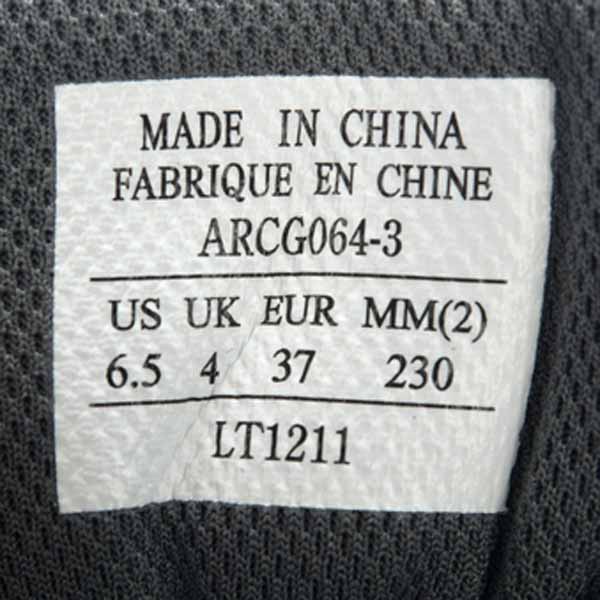 MADE IN CHINA
FABRIQUE EN CHINE
ARCG064-3
US UK EUR MM(2)
6.5 4 37 230
LT1211